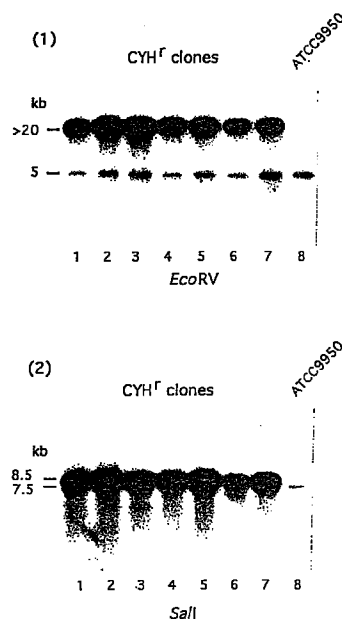 (1)
CYHʳ clones
ATCC9950
kb
>20
5
1 2 3 4 5 6 7 8
EcoRV
(2)
CYHʳ clones
ATCC9950
kb
8.5
7.5
1 2 3 4 5 6 7 8
SalI